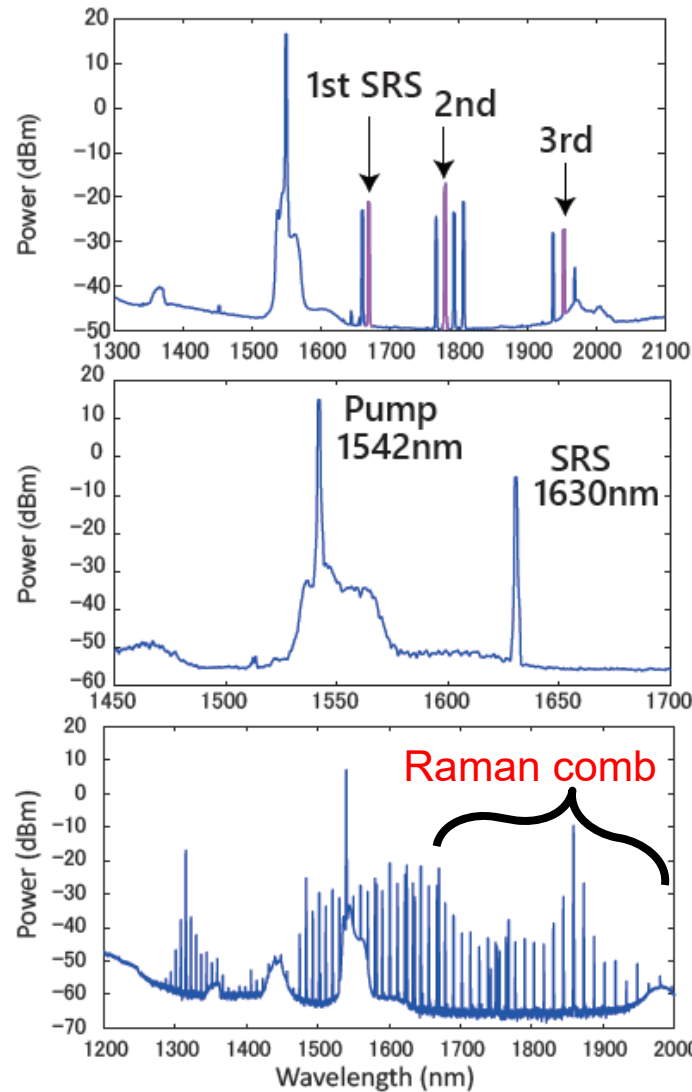 20
10
0
−10
−20
−30
−40
−50
Power (dBm)
1st SRS
2nd
3rd
1300 1400 1500 1600 1700 1800 1900 2000 2100
20
10
0
−10
−20
−30
−40
−50
−60
Power (dBm)
Pump
1542nm
SRS
1630nm
1450 1500 1550 1600 1650 1700
20
10
0
−10
−20
−30
−40
−50
−60
−70
Power (dBm)
Raman comb
1200 1300 1400 1500 1600 1700 1800 1900 2000
Wavelength (nm)